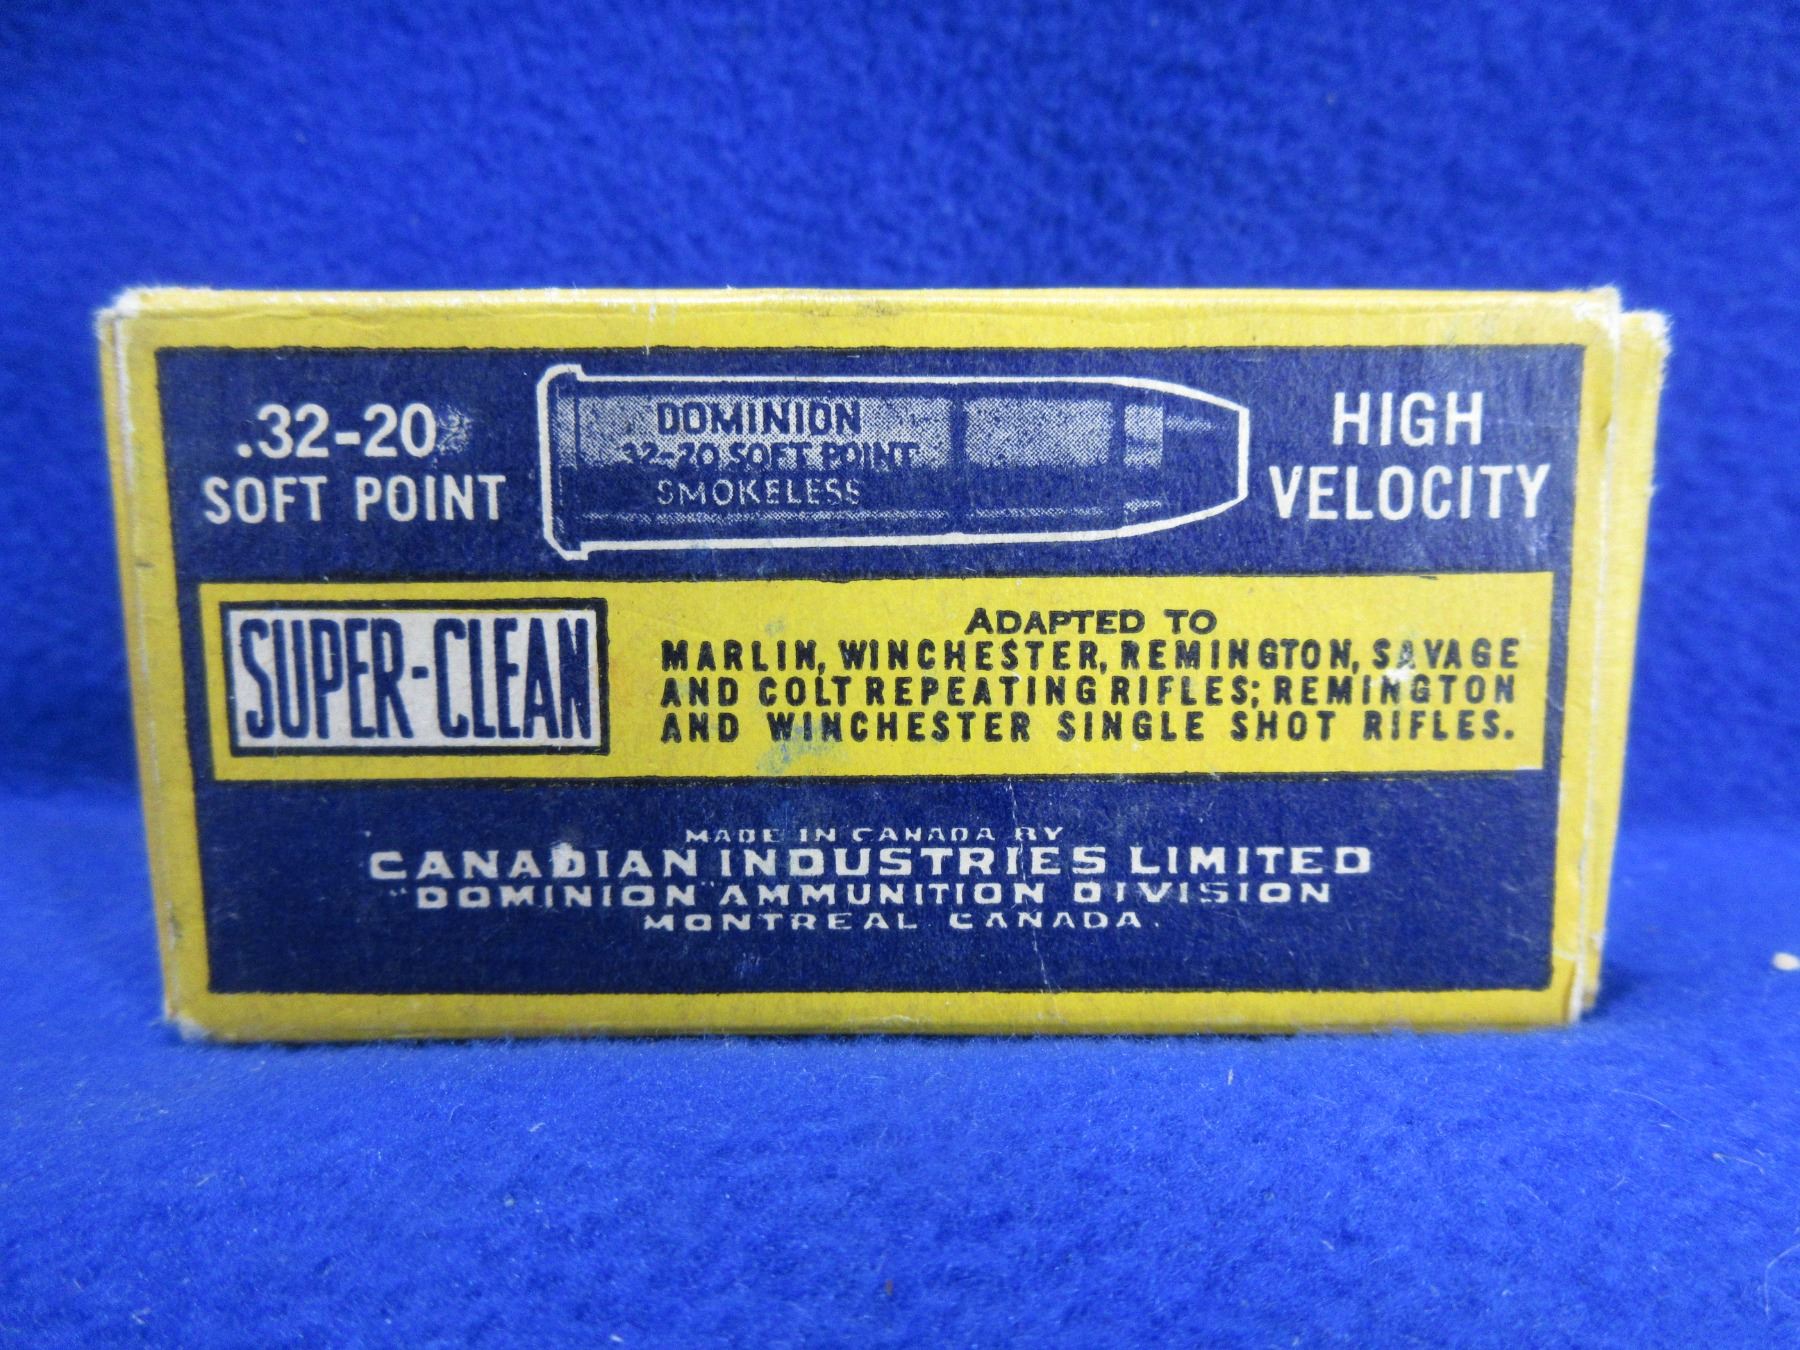 .32-20
SOFT POINT
DOMINION
32-20 SOFT POINT
SMOKELESS
HIGH
VELOCITY
SUPER-CLEAN
ADAPTED TO
MARLIN, WINCHESTER, REMINGTON, SAVAGE
AND COLT REPEATING RIFLES; REMINGTON
AND WINCHESTER SINGLE SHOT RIFLES.
MADE IN CANADA BY
CANADIAN INDUSTRIES LIMITED
"DOMINION" AMMUNITION DIVISION
MONTREAL CANADA.